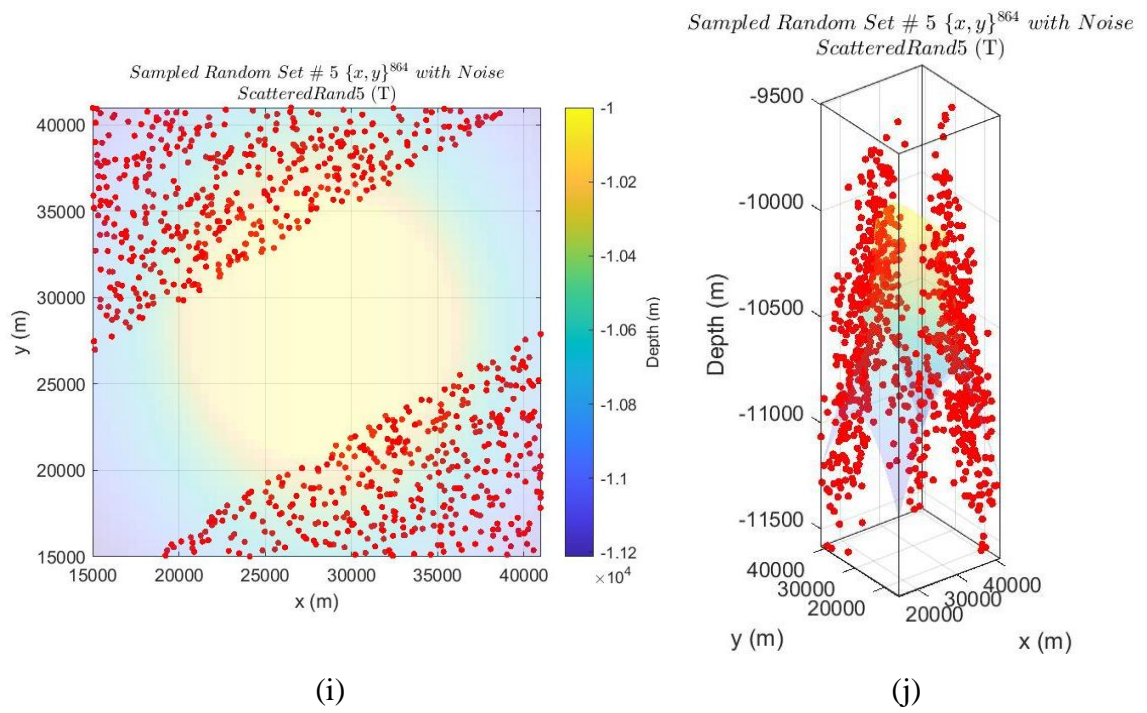 Sampled Random Set # 5 {x, y}^864 with Noise
ScatteredRand5 (T)
40000
35000
30000
25000
20000
15000
15000 20000 25000 30000 35000 40000
x (m)
y (m)
-1
-1.02
-1.04
-1.06
-1.08
-1.1
-1.12
×10^4
Depth (m)
(i)
Sampled Random Set # 5 {x, y}^864 with Noise
ScatteredRand5 (T)
-9500
-10000
-10500
-11000
-11500
Depth (m)
40000
30000
20000
y (m)
40000
30000
20000
x (m)
(j)